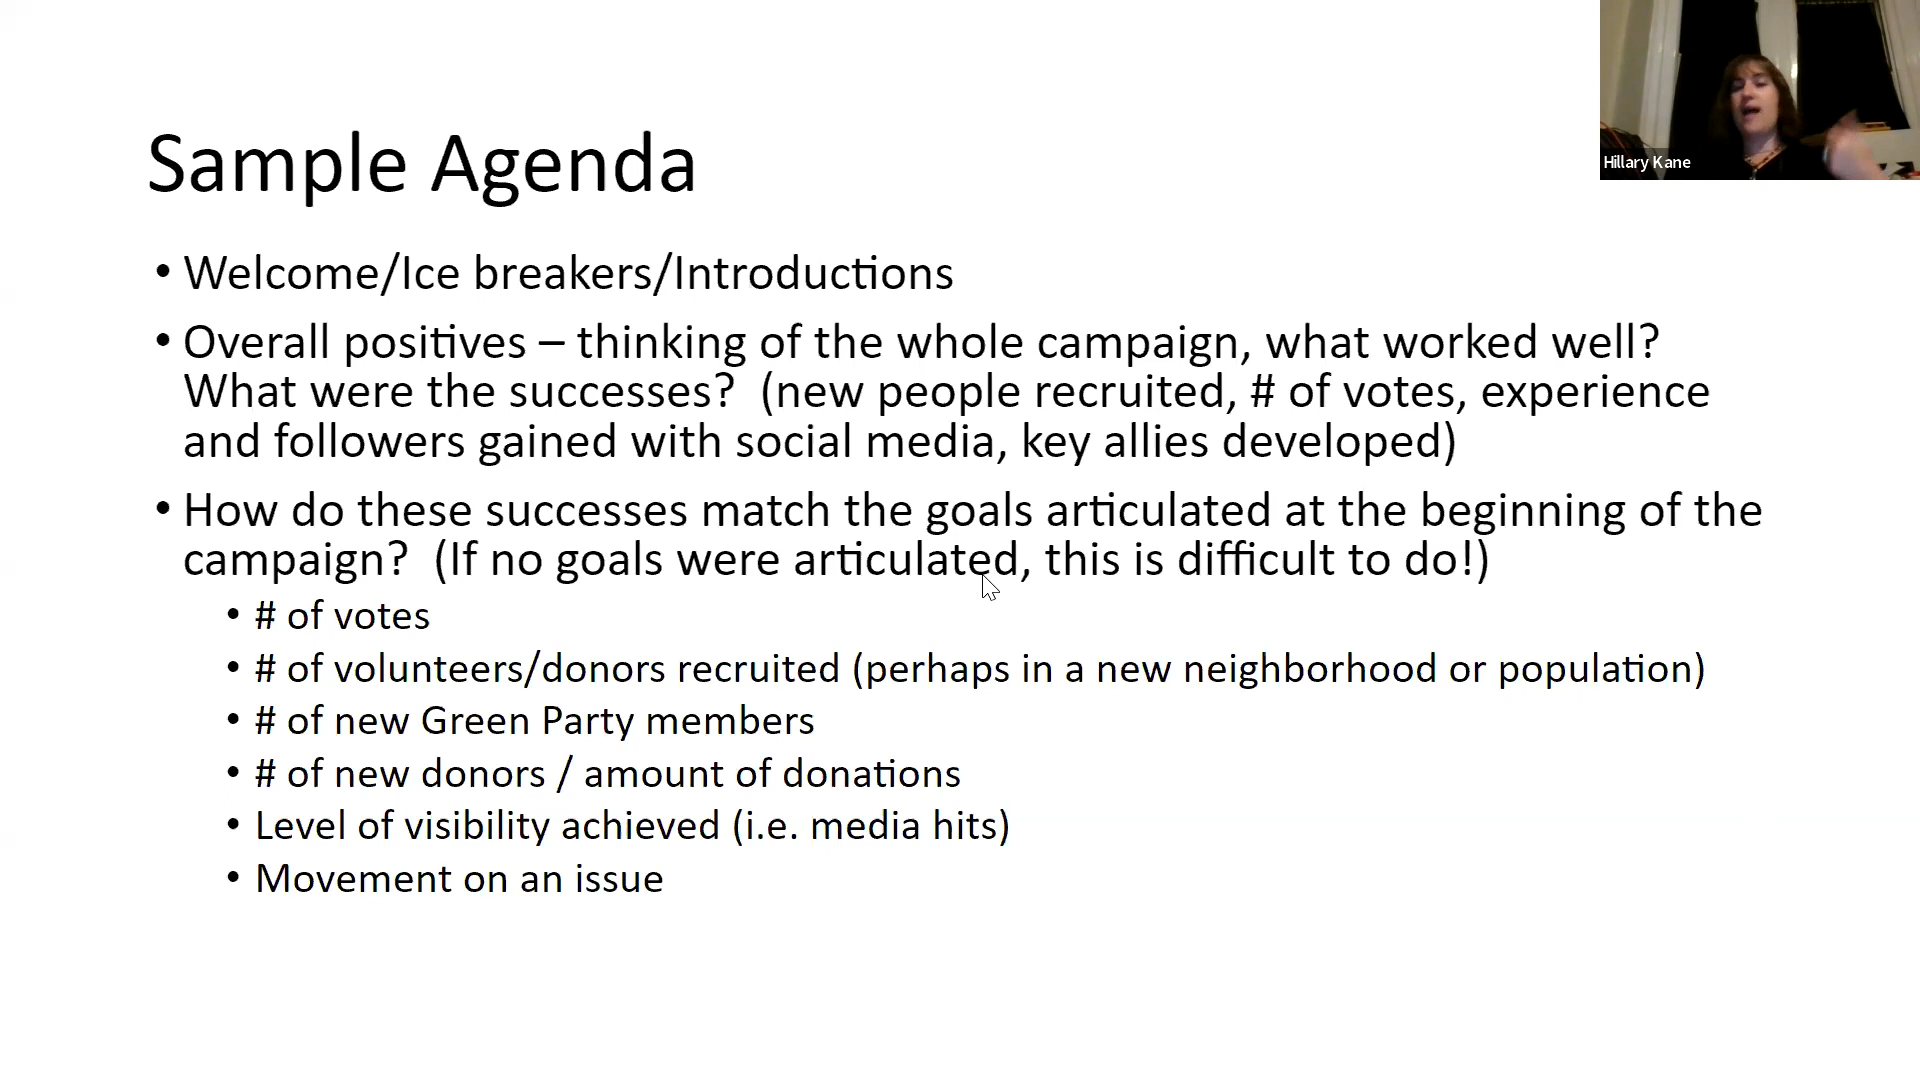 Hillary Kane
Sample Agenda
• Welcome/Ice breakers/Introductions
• Overall positives – thinking of the whole campaign, what worked well?
What were the successes?  (new people recruited, # of votes, experience
and followers gained with social media, key allies developed)
• How do these successes match the goals articulated at the beginning of the
campaign?  (If no goals were articulated, this is difficult to do!)
• # of votes
• # of volunteers/donors recruited (perhaps in a new neighborhood or population)
• # of new Green Party members
• # of new donors / amount of donations
• Level of visibility achieved (i.e. media hits)
• Movement on an issue